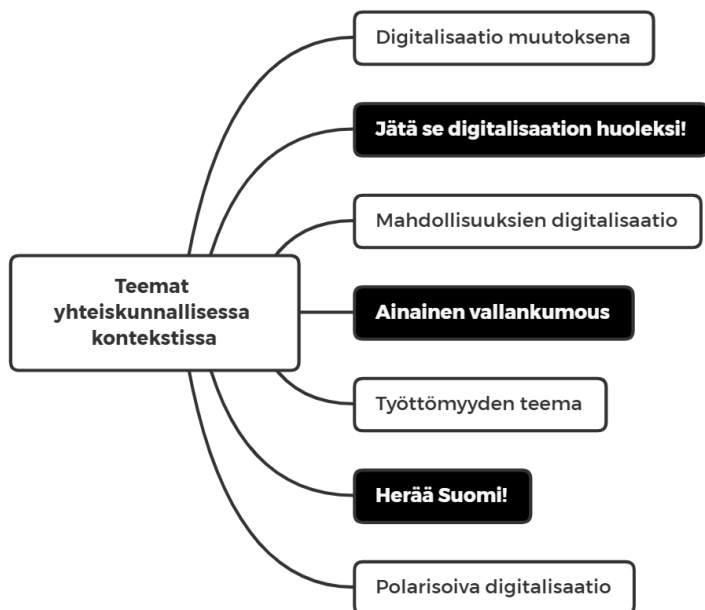 Digitalisaatio muutoksena
Jätä se digitalisaation huoleksi!
Mahdollisuuksien digitalisaatio
Teemat
yhteiskunnallisessa
kontekstissa
Ainainen vallankumous
Työttömyyden teema
Herää Suomi!
Polarisoiva digitalisaatio